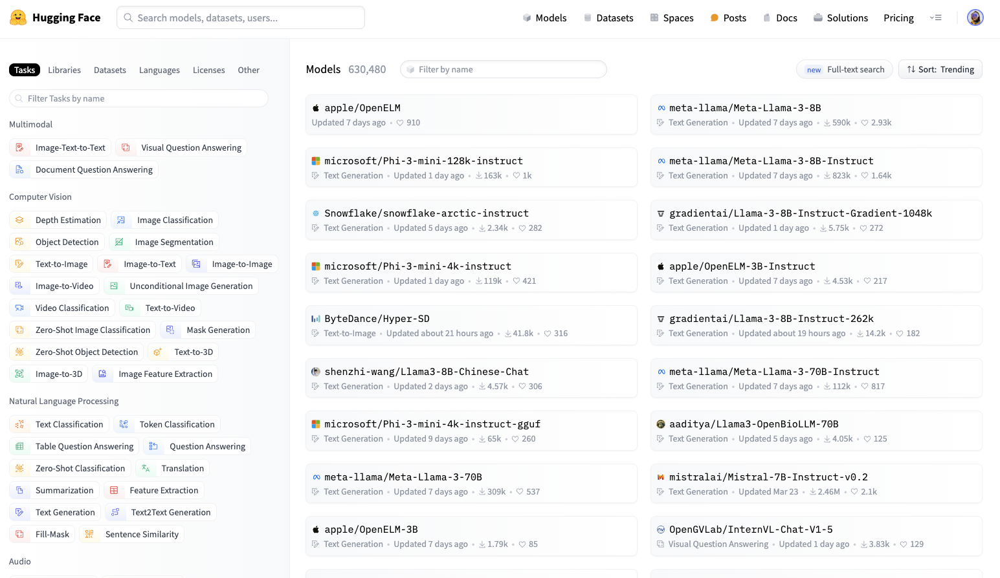 Hugging Face
Search models, datasets, users...
Models
Datasets
Spaces
Posts
Docs
Solutions
Pricing
Tasks
Libraries
Datasets
Languages
Licenses
Other
Filter Tasks by name
Multimodal
Image-Text-to-Text
Visual Question Answering
Document Question Answering
Computer Vision
Depth Estimation
Image Classification
Object Detection
Image Segmentation
Text-to-Image
Image-to-Text
Image-to-Image
Image-to-Video
Unconditional Image Generation
Video Classification
Text-to-Video
Zero-Shot Image Classification
Mask Generation
Zero-Shot Object Detection
Text-to-3D
Image-to-3D
Image Feature Extraction
Natural Language Processing
Text Classification
Token Classification
Table Question Answering
Question Answering
Zero-Shot Classification
Translation
Summarization
Feature Extraction
Text Generation
Text2Text Generation
Fill-Mask
Sentence Similarity
Audio
Models 630,480
Filter by name
new Full-text search
Sort: Trending
apple/OpenELM
Updated 7 days ago • 910
meta-llama/Meta-Llama-3-8B
Text Generation • Updated 7 days ago • 590k • 2.93k
microsoft/Phi-3-mini-128k-instruct
Text Generation • Updated 1 day ago • 163k • 1k
meta-llama/Meta-Llama-3-8B-Instruct
Text Generation • Updated 7 days ago • 823k • 1.64k
Snowflake/snowflake-arctic-instruct
Text Generation • Updated 5 days ago • 2.34k • 282
gradientai/Llama-3-8B-Instruct-Gradient-1048k
Text Generation • Updated 1 day ago • 5.75k • 272
microsoft/Phi-3-mini-4k-instruct
Text Generation • Updated 1 day ago • 119k • 421
apple/OpenELM-3B-Instruct
Text Generation • Updated 7 days ago • 4.53k • 217
ByteDance/Hyper-SD
Text-to-Image • Updated about 21 hours ago • 41.8k • 316
gradientai/Llama-3-8B-Instruct-262k
Text Generation • Updated about 19 hours ago • 14.2k • 182
shenzhi-wang/Llama3-8B-Chinese-Chat
Text Generation • Updated 2 days ago • 4.57k • 306
meta-llama/Meta-Llama-3-70B-Instruct
Text Generation • Updated 7 days ago • 112k • 817
microsoft/Phi-3-mini-4k-instruct-gguf
Text Generation • Updated 9 days ago • 65k • 260
aaditya/Llama3-OpenBioLLM-70B
Text Generation • Updated 5 days ago • 4.05k • 125
meta-llama/Meta-Llama-3-70B
Text Generation • Updated 7 days ago • 309k • 537
mistralai/Mistral-7B-Instruct-v0.2
Text Generation • Updated Mar 23 • 2.46M • 2.1k
apple/OpenELM-3B
Text Generation • Updated 7 days ago • 1.79k • 85
OpenGVLab/InternVL-Chat-V1-5
Visual Question Answering • Updated 1 day ago • 3.83k • 129